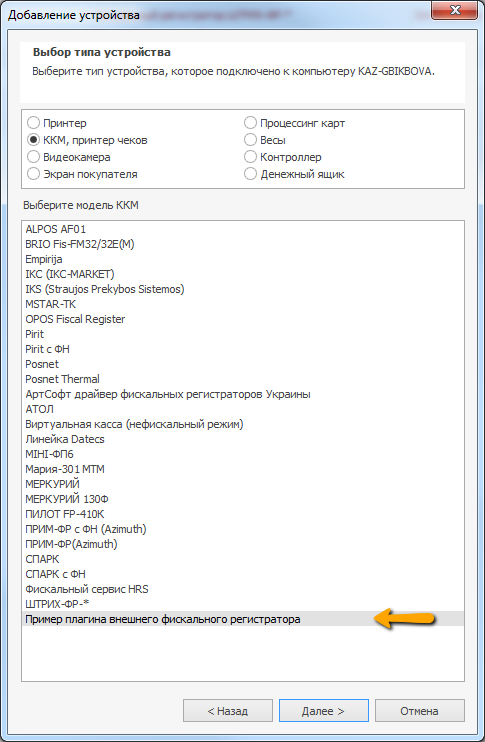 Добавление устройства
Выбор типа устройства
Выберите тип устройства, которое подключено к компьютеру KAZ-GBIKBOVA.
Принтер
Процессинг карт
ККМ, принтер чеков
Весы
Видеокамера
Контроллер
Экран покупателя
Денежный ящик
Выберите модель ККМ
ALPOS AF01
BRIO Fis-FM32/32E(M)
Empirija
IKC (IKC-MARKET)
IKS (Straujos Prekybos Sistemos)
MSTAR-TK
OPOS Fiscal Register
Pirit
Pirit с ФН
Posnet
Posnet Thermal
АртСофт драйвер фискальных регистраторов Украины
АТОЛ
Виртуальная касса (нефискальный режим)
Линейка Datecs
МІНІ-ФП6
Мария-301 МТМ
МЕРКУРИЙ
МЕРКУРИЙ 130Ф
ПИЛОТ FP-410K
ПРИМ-ФР с ФН (Azimuth)
ПРИМ-ФР(Azimuth)
СПАРК
СПАРК с ФН
Фискальный сервис HRS
ШТРИХ-ФР-*
Пример плагина внешнего фискального регистратора
< Назад
Далее >
Отмена